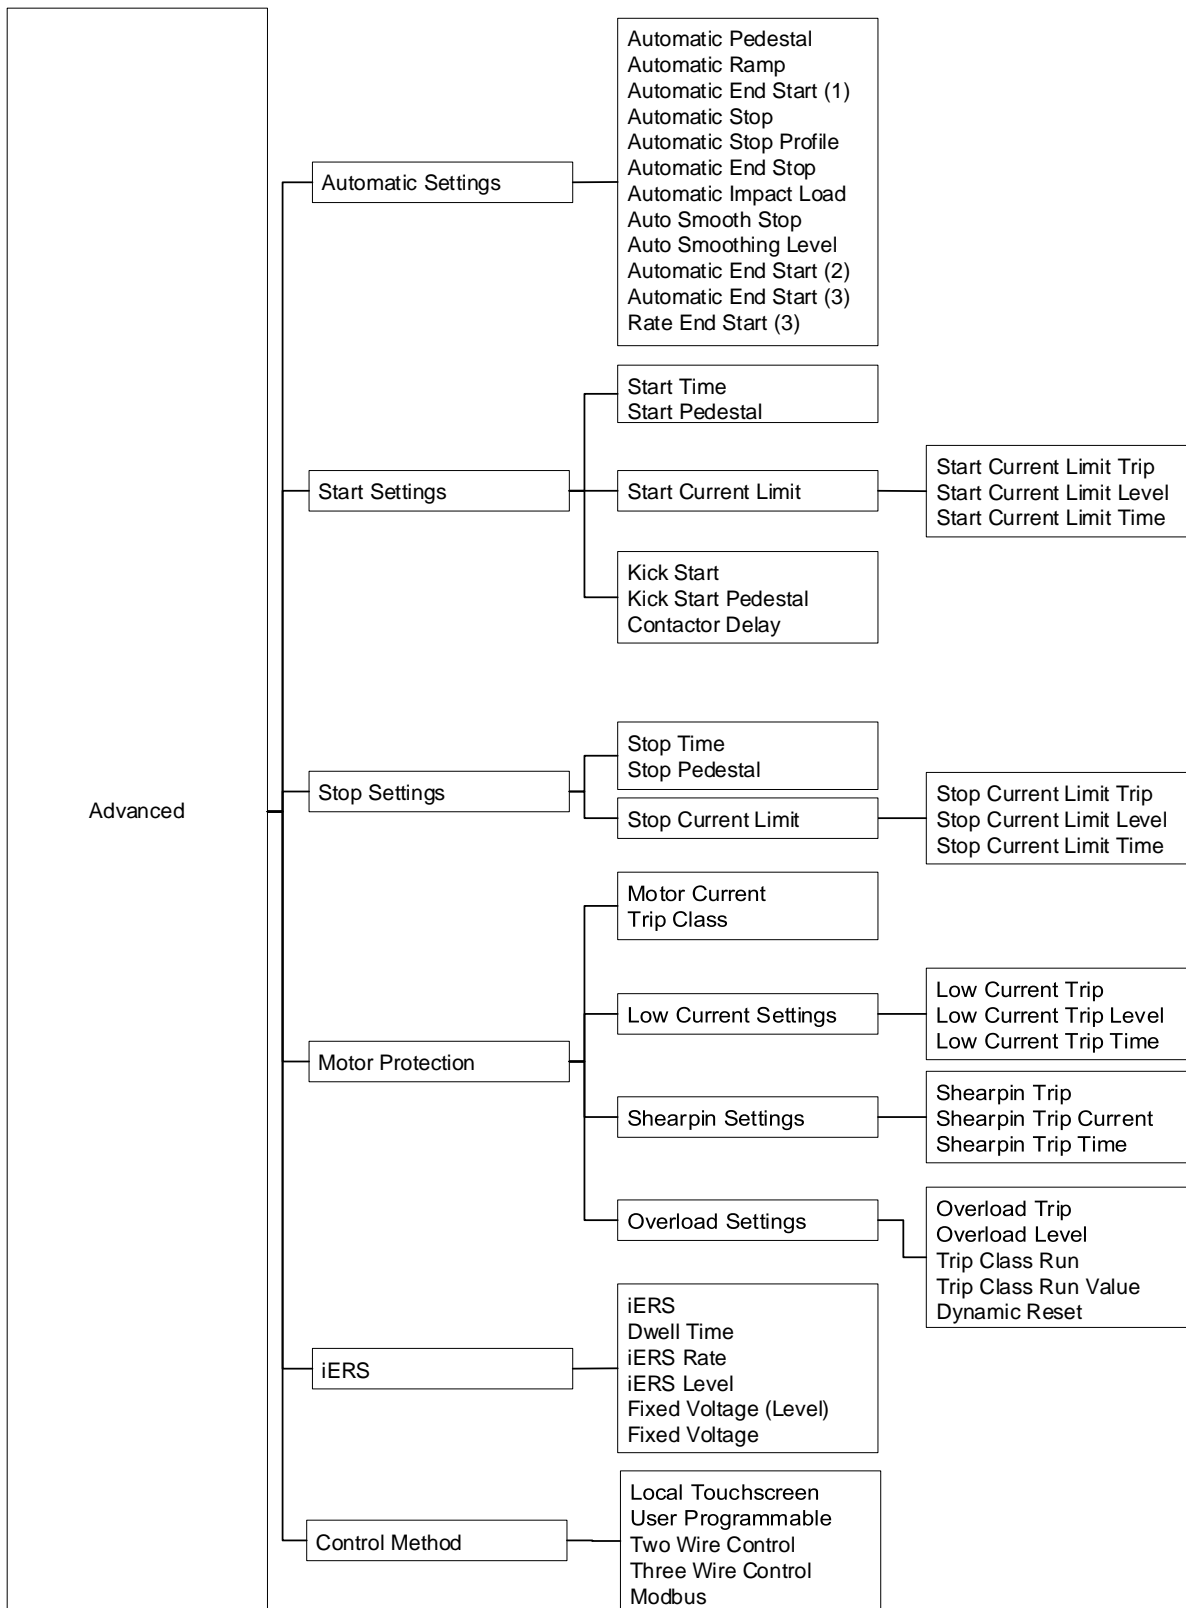 Advanced
Automatic Settings
Automatic Pedestal
Automatic Ramp
Automatic End Start (1)
Automatic Stop
Automatic Stop Profile
Automatic End Stop
Automatic Impact Load
Auto Smooth Stop
Auto Smoothing Level
Automatic End Start (2)
Automatic End Start (3)
Rate End Start (3)
Start Settings
Start Time
Start Pedestal
Start Current Limit
Start Current Limit Trip
Start Current Limit Level
Start Current Limit Time
Kick Start
Kick Start Pedestal
Contactor Delay
Stop Settings
Stop Time
Stop Pedestal
Stop Current Limit
Stop Current Limit Trip
Stop Current Limit Level
Stop Current Limit Time
Motor Protection
Motor Current
Trip Class
Low Current Settings
Low Current Trip
Low Current Trip Level
Low Current Trip Time
Shearpin Settings
Shearpin Trip
Shearpin Trip Current
Shearpin Trip Time
Overload Settings
Overload Trip
Overload Level
Trip Class Run
Trip Class Run Value
Dynamic Reset
iERS
iERS
Dwell Time
iERS Rate
iERS Level
Fixed Voltage (Level)
Fixed Voltage
Control Method
Local Touchscreen
User Programmable
Two Wire Control
Three Wire Control
Modbus